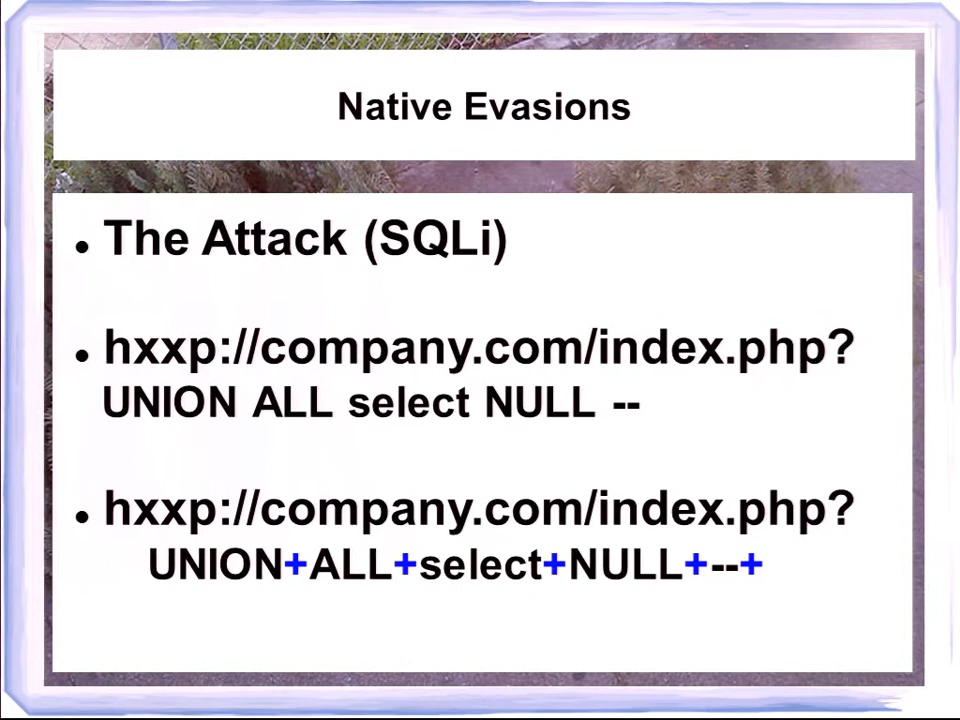 Native Evasions
The Attack (SQLi)
hxxp://company.com/index.php?
UNION ALL select NULL --
hxxp://company.com/index.php?
UNION+ALL+select+NULL+--+